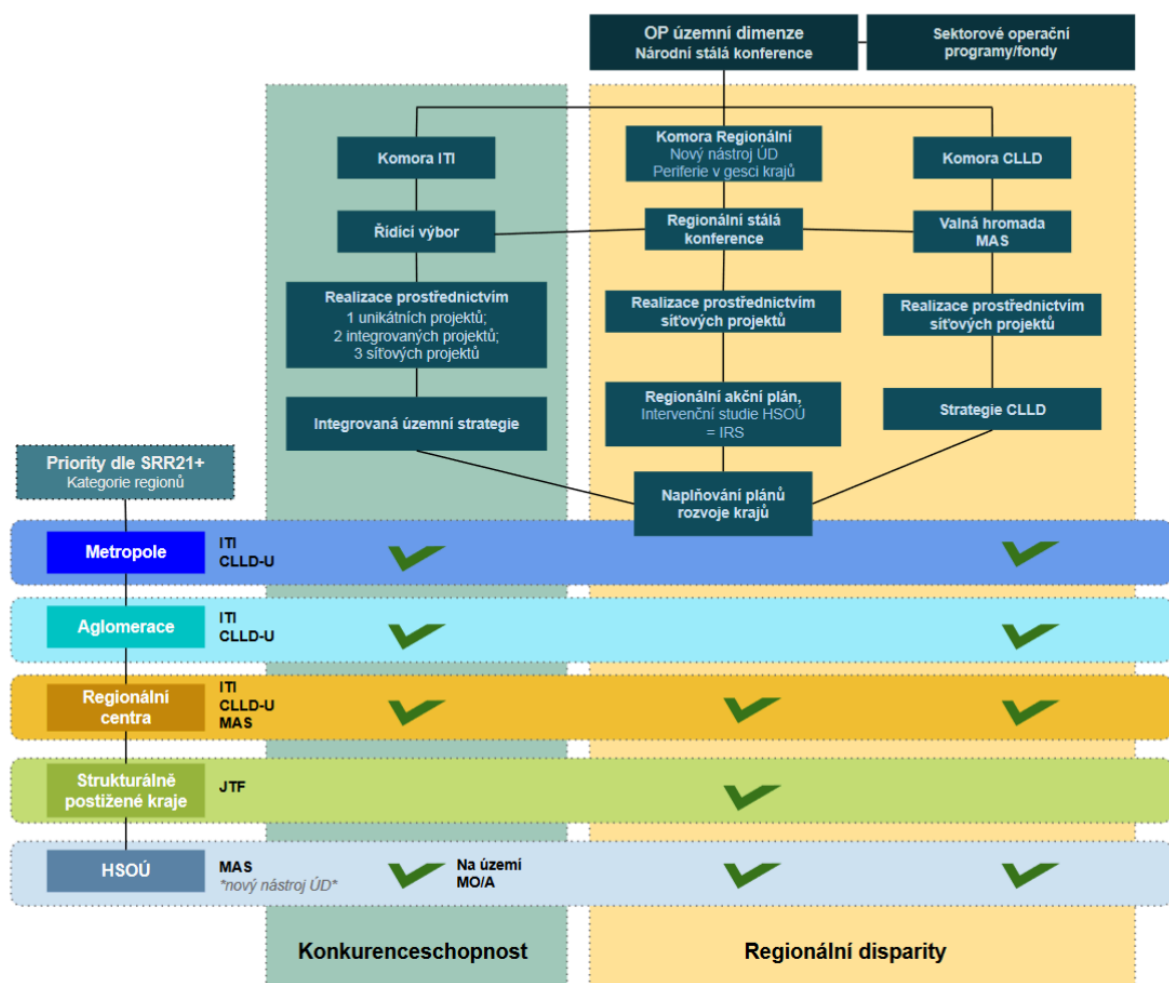 OP územní dimenze
Národní stálá konference
Sektorové operační
programy/fondy
Komora ITI
Komora Regionální
Nový nástroj ÚD
Periferie v gesci krajů
Komora CLLD
Řídící výbor
Regionální stálá
konference
Valná hromada
MAS
Realizace prostřednictvím
1 unikátních projektů;
2 integrovaných projektů;
3 síťových projektů
Realizace prostřednictvím
síťových projektů
Realizace prostřednictvím
síťových projektů
Integrovaná územní strategie
Regionální akční plán,
Intervenční studie HSOÚ
= IRS
Strategie CLLD
Priority dle SRR21+
Kategorie regionů
Naplňování plánů
rozvoje krajů
Metropole
ITI
CLLD-U
Aglomerace
ITI
CLLD-U
Regionální
centra
ITI
CLLD-U
MAS
Strukturálně
postižené kraje
JTF
HSOÚ
MAS
*nový nástroj ÚD*
Na území
MO/A
Konkurenceschopnost
Regionální disparity